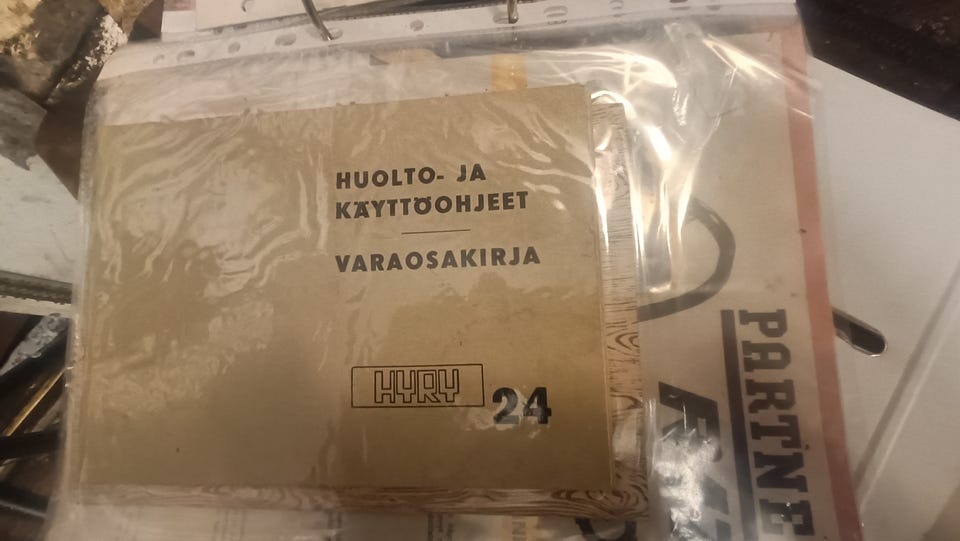 HUOLTO- JA
KÄYTTÖOHJEET
VARAOSAKIRJA
HYRY 24
PARTNE